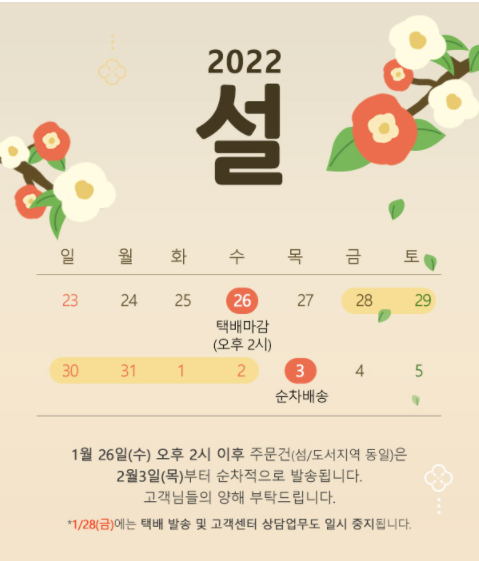 2022
설
일 월 화 수 목 금 토
23 24 25 26 27 28 29
택배마감
(오후 2시)
30 31 1 2 3 4 5
순차배송
1월 26일(수) 오후 2시 이후 주문건(섬/도서지역 동일)은
2월3일(목)부터 순차적으로 발송됩니다.
고객님들의 양해 부탁드립니다.
*1/28(금)에는 택배 발송 및 고객센터 상담업무도 일시 중지됩니다.